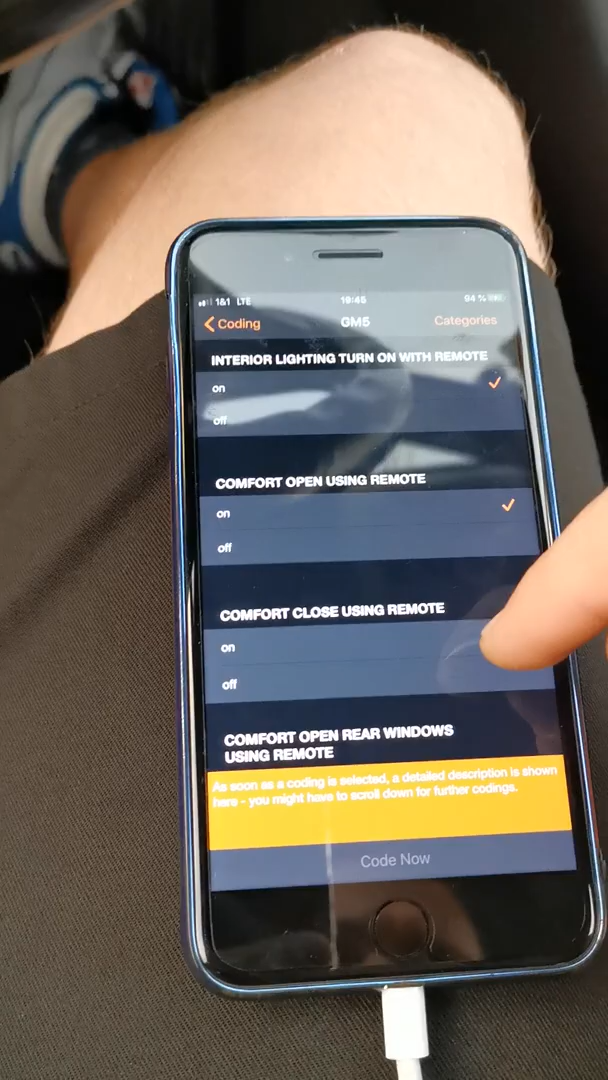 1&1 LTE 19:45 94 %
Coding GM5 Categories
INTERIOR LIGHTING TURN ON WITH REMOTE
on
off
COMFORT OPEN USING REMOTE
on
off
COMFORT CLOSE USING REMOTE
on
off
COMFORT OPEN REAR WINDOWS
USING REMOTE
As soon as a coding is selected, a detailed description is shown
here - you might have to scroll down for further codings.
Code Now